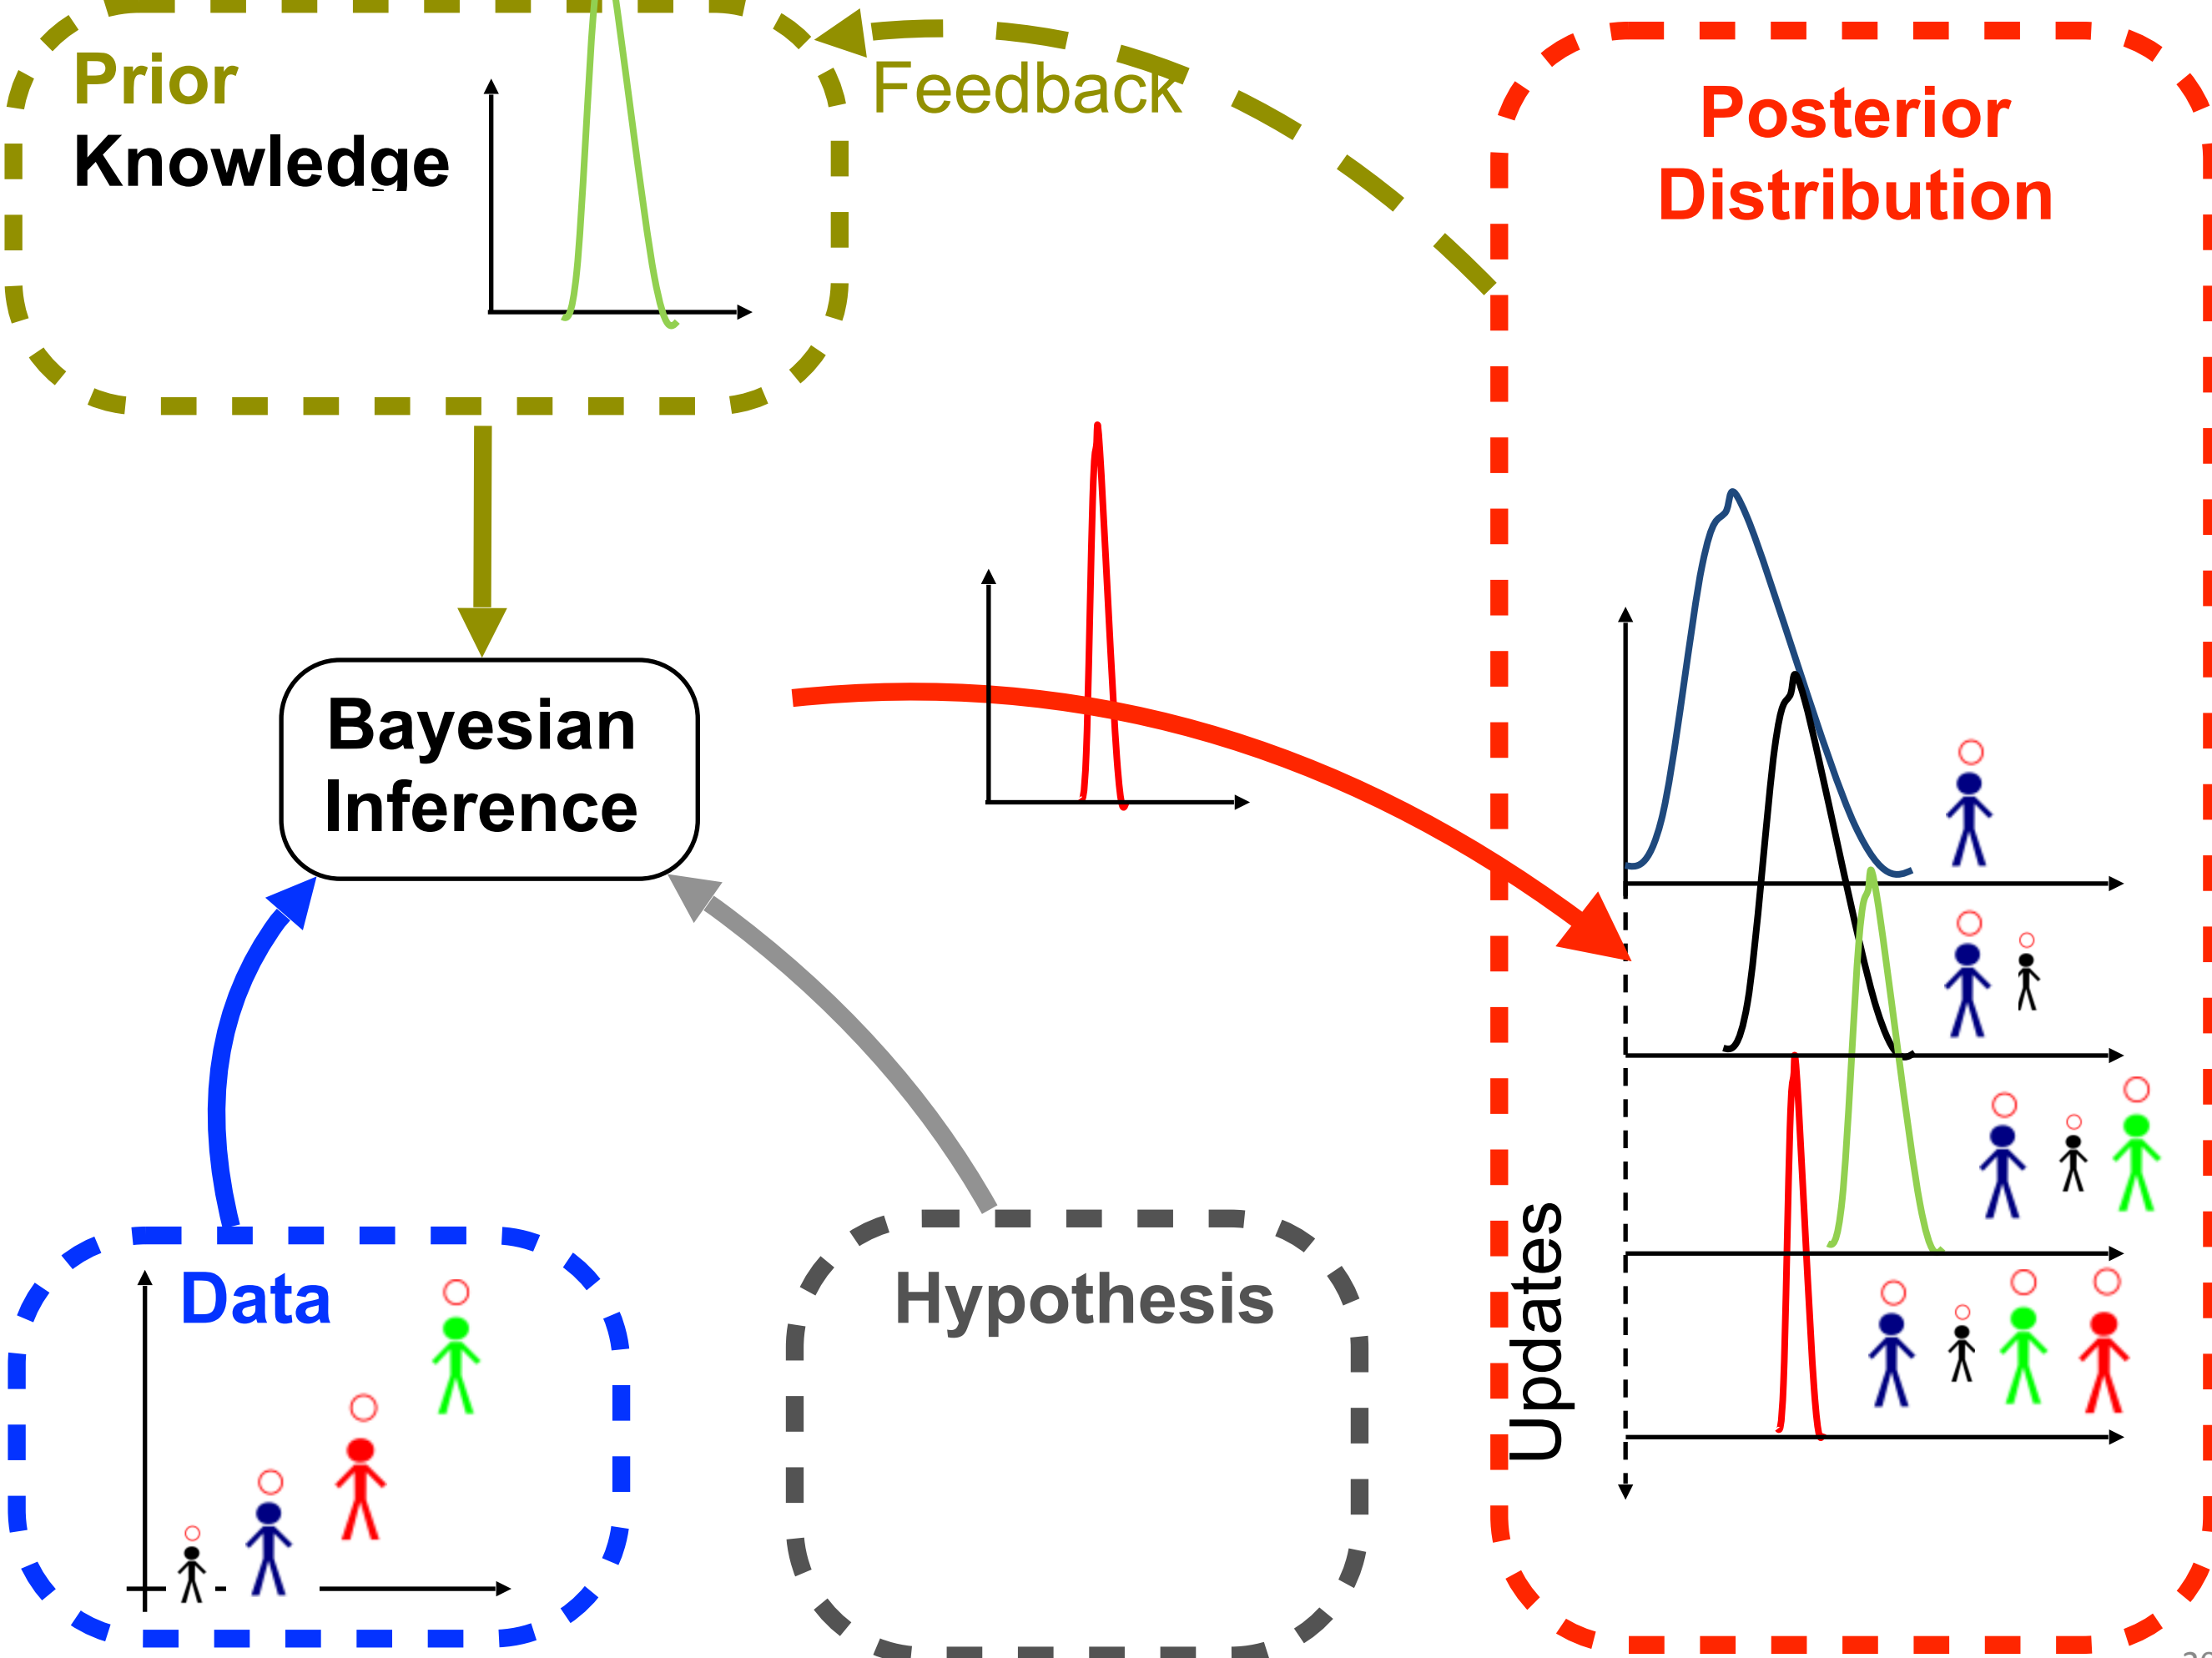 Prior
Knowledge
Feedback
Posterior
Distribution
Bayesian
Inference
Updates
Data
Hypothesis